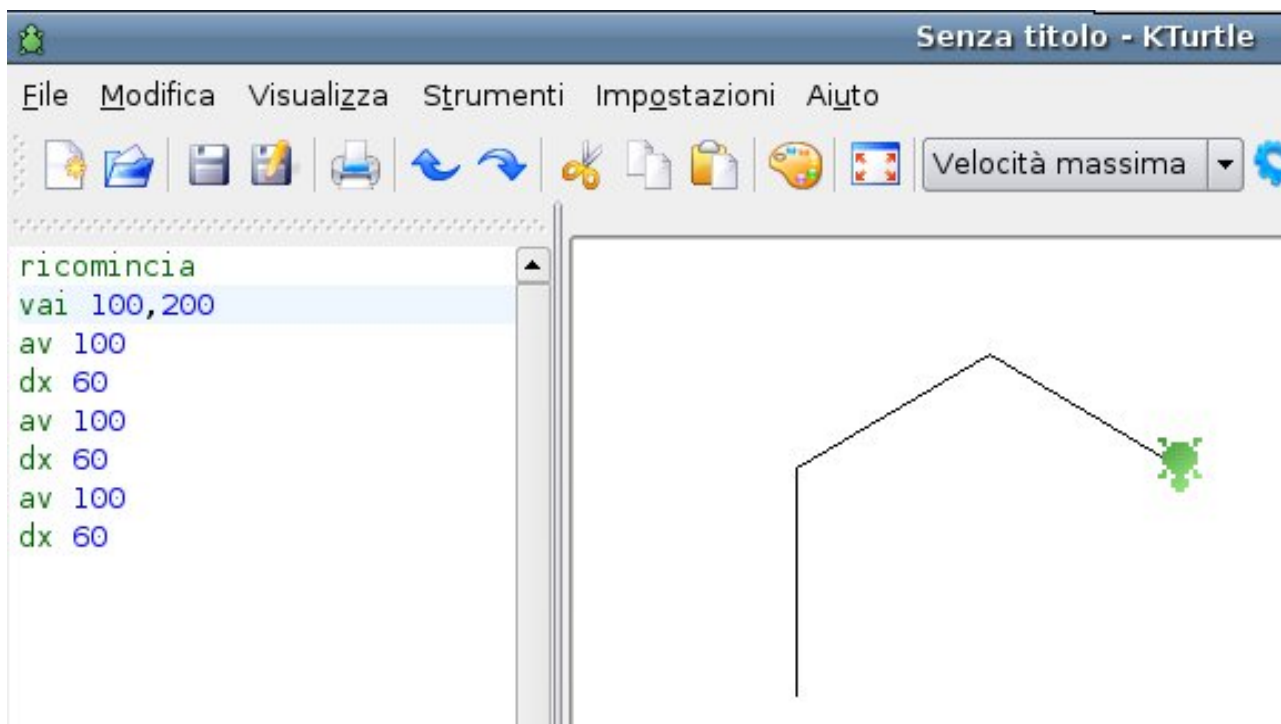 Senza titolo - KTurtle
File Modifica Visualizza Strumenti Impostazioni Aiuto
Velocità massima
ricomincia
vai 100,200
av 100
dx 60
av 100
dx 60
av 100
dx 60